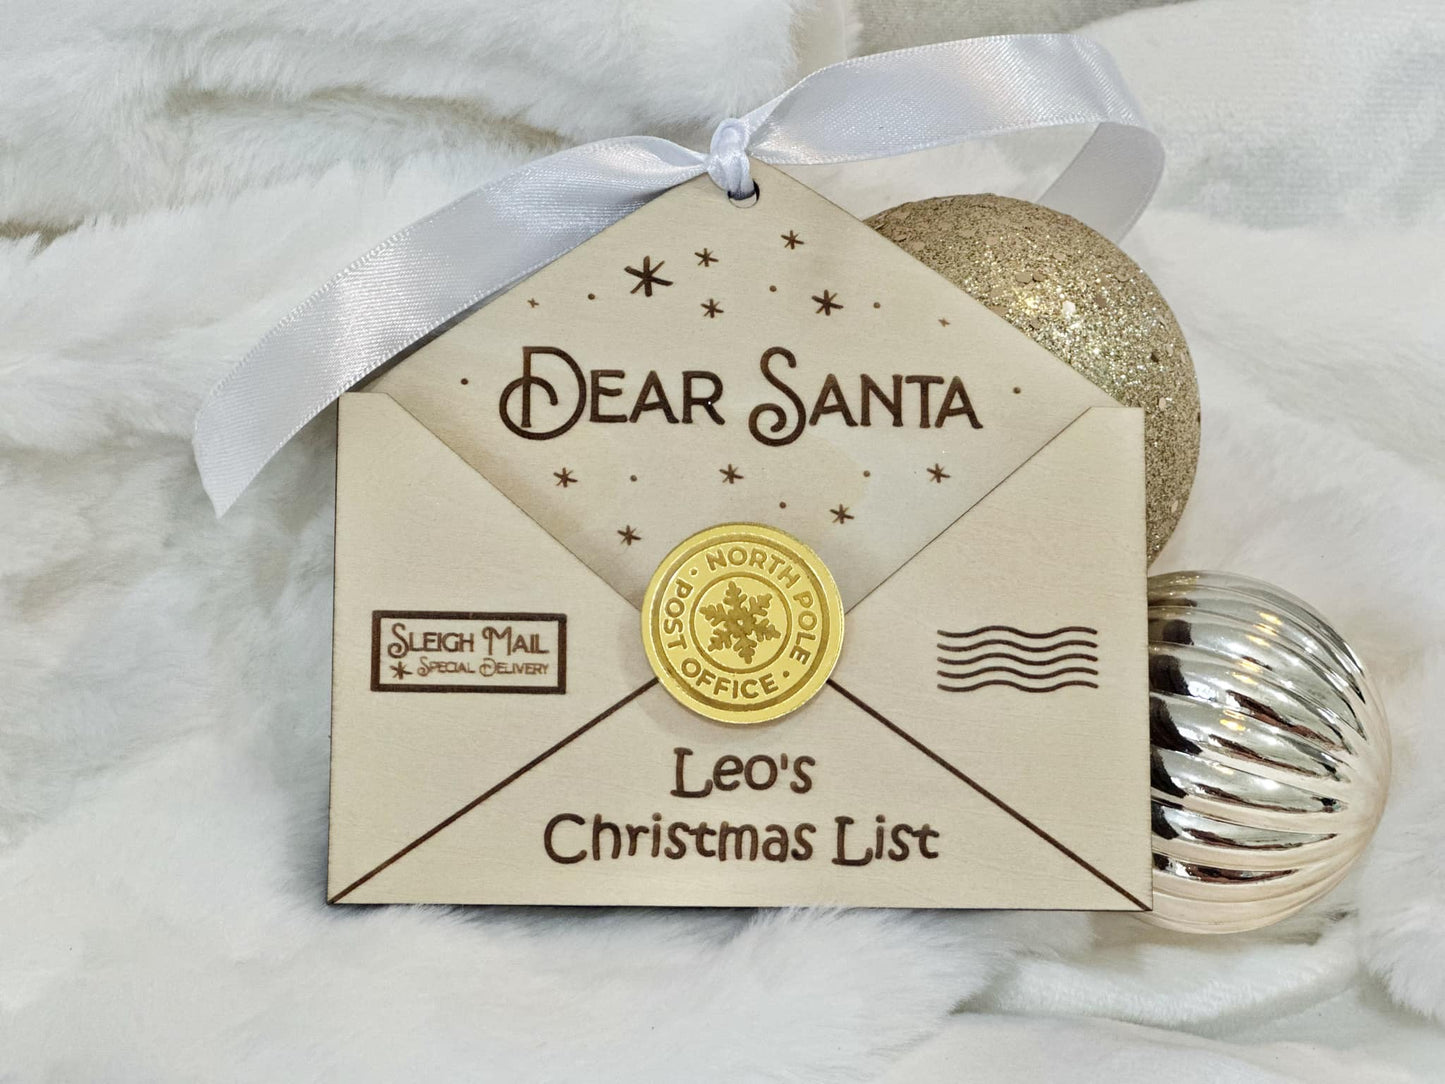 DEAR SANTA
NORTH POLE
POST OFFICE
SLEIGH MAIL
SPECIAL DELIVERY
Leo's
Christmas List